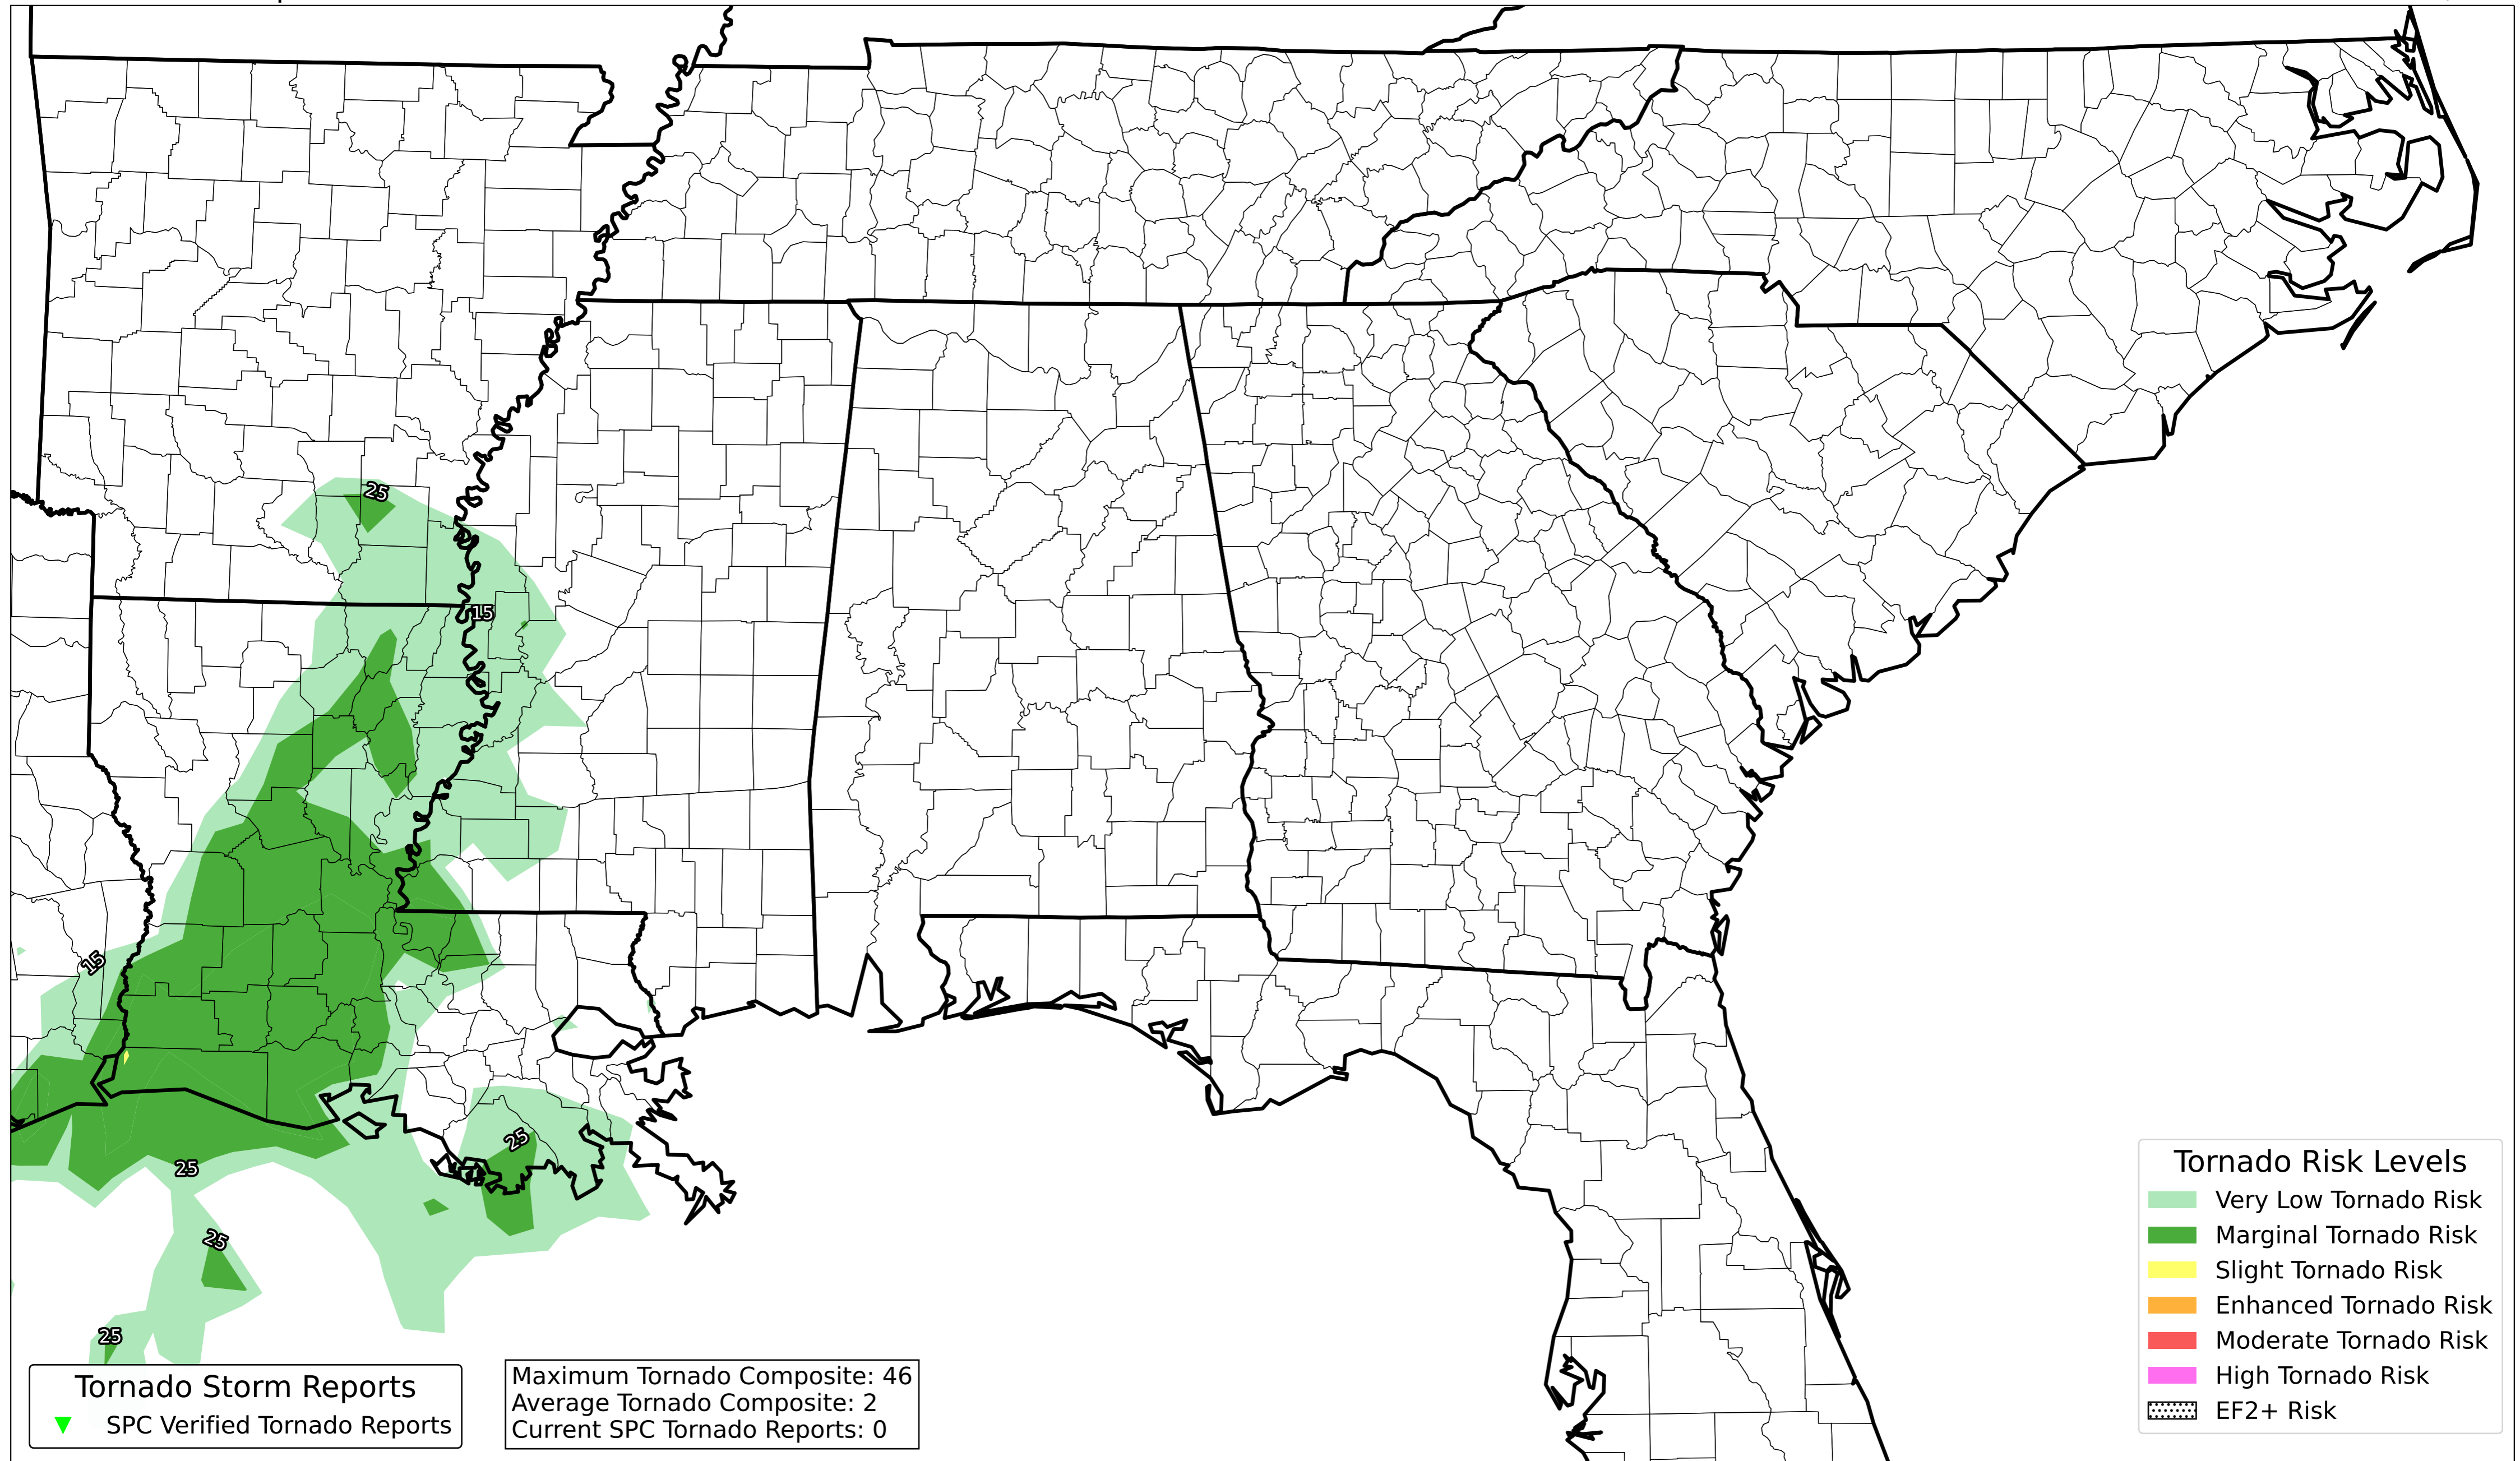 25
15
15
25
25
25
Tornado Storm Reports
SPC Verified Tornado Reports
Maximum Tornado Composite: 46
Average Tornado Composite: 2
Current SPC Tornado Reports: 0
Tornado Risk Levels
Very Low Tornado Risk
Marginal Tornado Risk
Slight Tornado Risk
Enhanced Tornado Risk
Moderate Tornado Risk
High Tornado Risk
EF2+ Risk